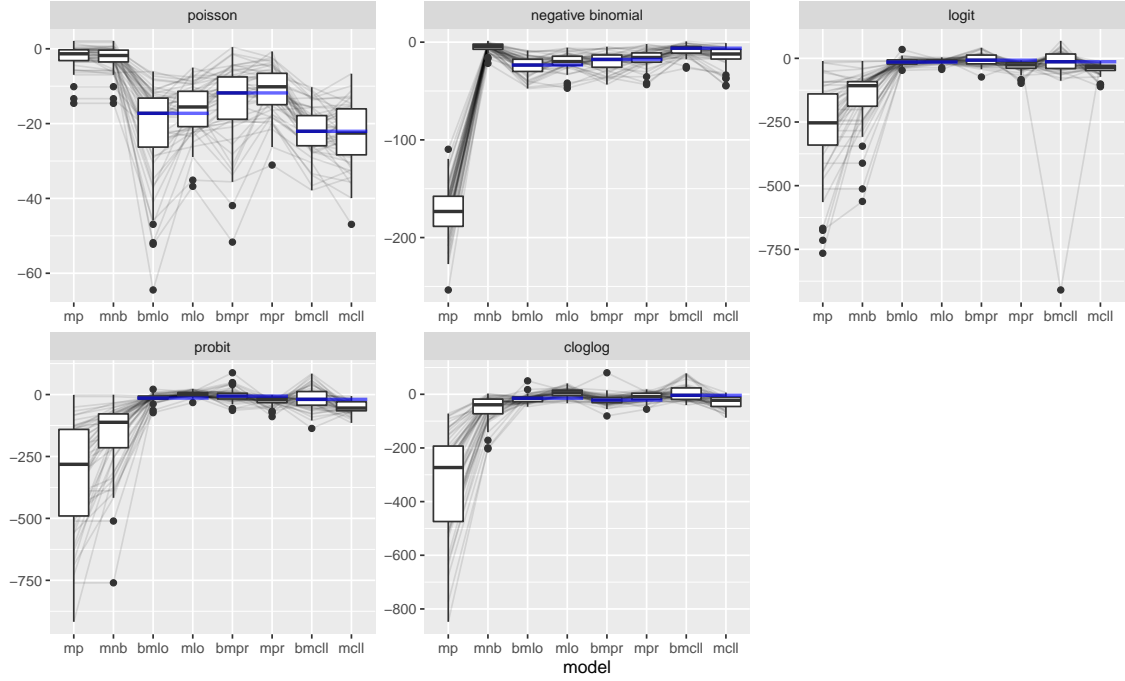 poisson
negative binomial
logit
0
−20
−40
−60
0
−100
−200
0
−250
−500
−750
mp mnb bmlo mlo bmpr mpr bmcll mcll
mp mnb bmlo mlo bmpr mpr bmcll mcll
mp mnb bmlo mlo bmpr mpr bmcll mcll
probit
cloglog
0
−250
−500
−750
0
−200
−400
−600
−800
mp mnb bmlo mlo bmpr mpr bmcll mcll
mp mnb bmlo mlo bmpr mpr bmcll mcll
model